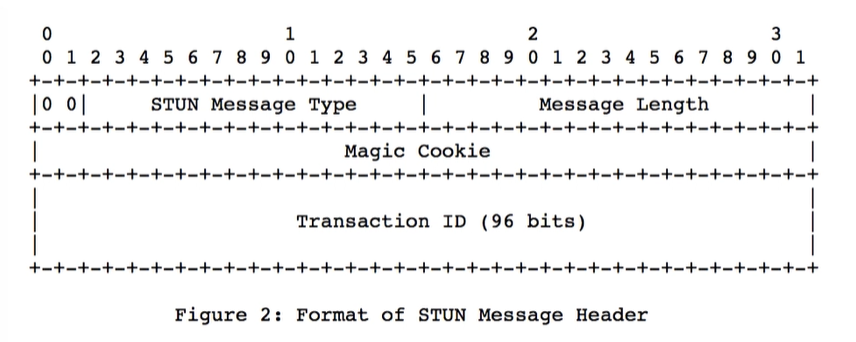 0                   1                   2                   3
 0 1 2 3 4 5 6 7 8 9 0 1 2 3 4 5 6 7 8 9 0 1 2 3 4 5 6 7 8 9 0 1
+-+-+-+-+-+-+-+-+-+-+-+-+-+-+-+-+-+-+-+-+-+-+-+-+-+-+-+-+-+-+-+-+
|0 0|     STUN Message Type     |         Message Length        |
+-+-+-+-+-+-+-+-+-+-+-+-+-+-+-+-+-+-+-+-+-+-+-+-+-+-+-+-+-+-+-+-+
|                         Magic Cookie                          |
+-+-+-+-+-+-+-+-+-+-+-+-+-+-+-+-+-+-+-+-+-+-+-+-+-+-+-+-+-+-+-+-+
|                                                               |
|                     Transaction ID (96 bits)                  |
|                                                               |
+-+-+-+-+-+-+-+-+-+-+-+-+-+-+-+-+-+-+-+-+-+-+-+-+-+-+-+-+-+-+-+-+
Figure 2: Format of STUN Message Header